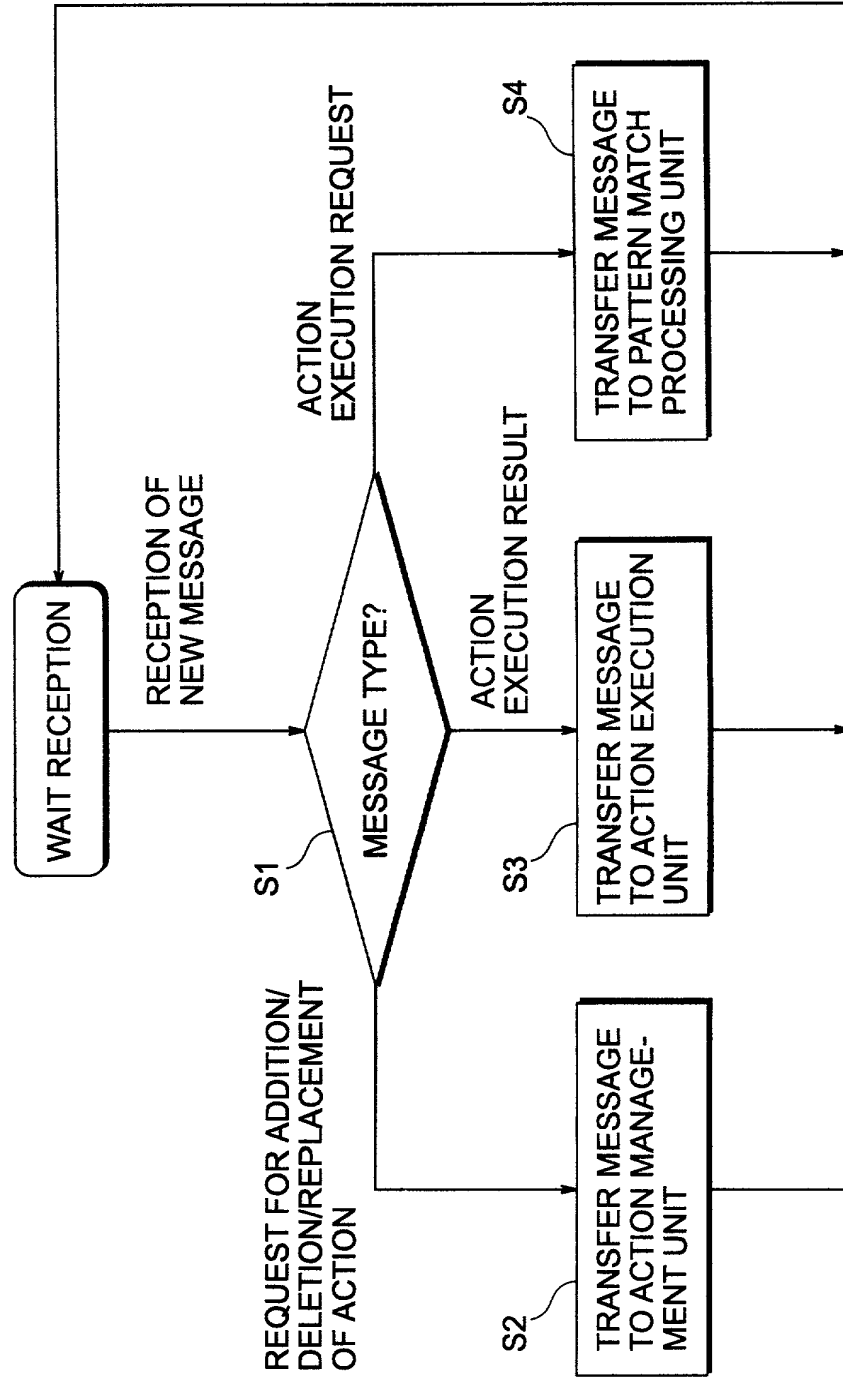 WAIT RECEPTION
RECEPTION OF
NEW MESSAGE
S1
MESSAGE TYPE?
REQUEST FOR ADDITION/
DELETION/REPLACEMENT
OF ACTION
ACTION
EXECUTION RESULT
ACTION
EXECUTION REQUEST
S2
TRANSFER MESSAGE
TO ACTION MANAGE-
MENT UNIT
S3
TRANSFER MESSAGE
TO ACTION EXECUTION
UNIT
S4
TRANSFER MESSAGE
TO PATTERN MATCH
PROCESSING UNIT